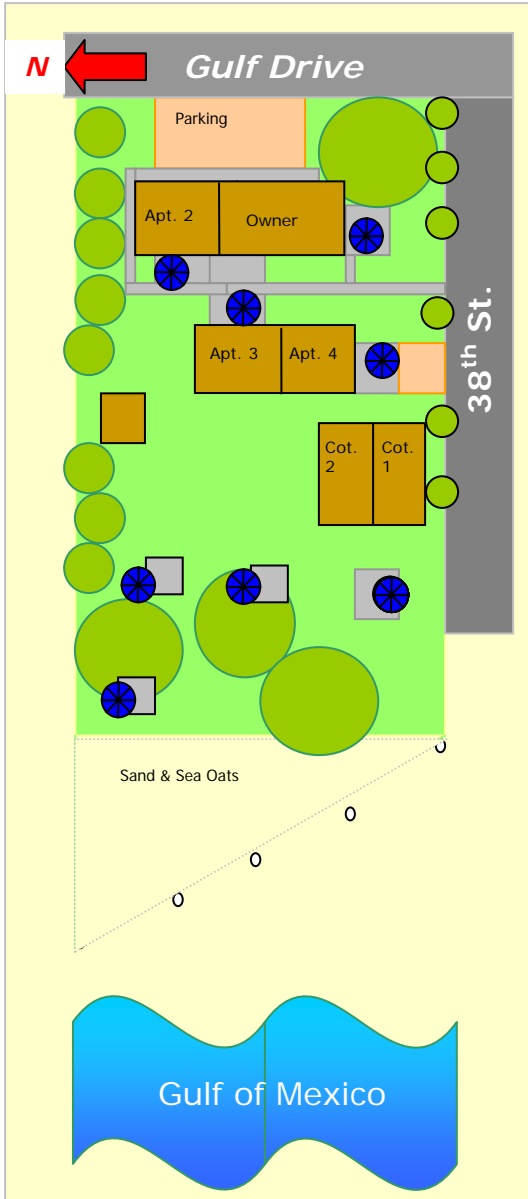 N
Gulf Drive
Parking
Apt. 2
Owner
Apt. 3
Apt. 4
38th St.
Cot.
2
Cot.
1
Sand & Sea Oats
Gulf of Mexico